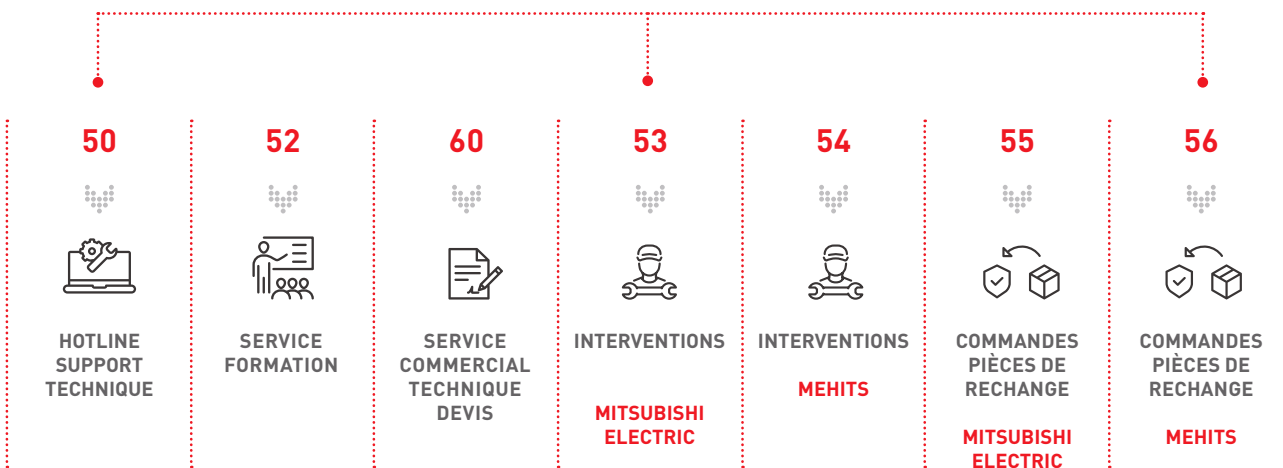 50
HOTLINE
SUPPORT
TECHNIQUE
52
SERVICE
FORMATION
60
SERVICE
COMMERCIAL
TECHNIQUE
DEVIS
53
INTERVENTIONS
MITSUBISHI
ELECTRIC
54
INTERVENTIONS
MEHITS
55
COMMANDES
PIÈCES DE
RECHANGE
MITSUBISHI
ELECTRIC
56
COMMANDES
PIÈCES DE
RECHANGE
MEHITS